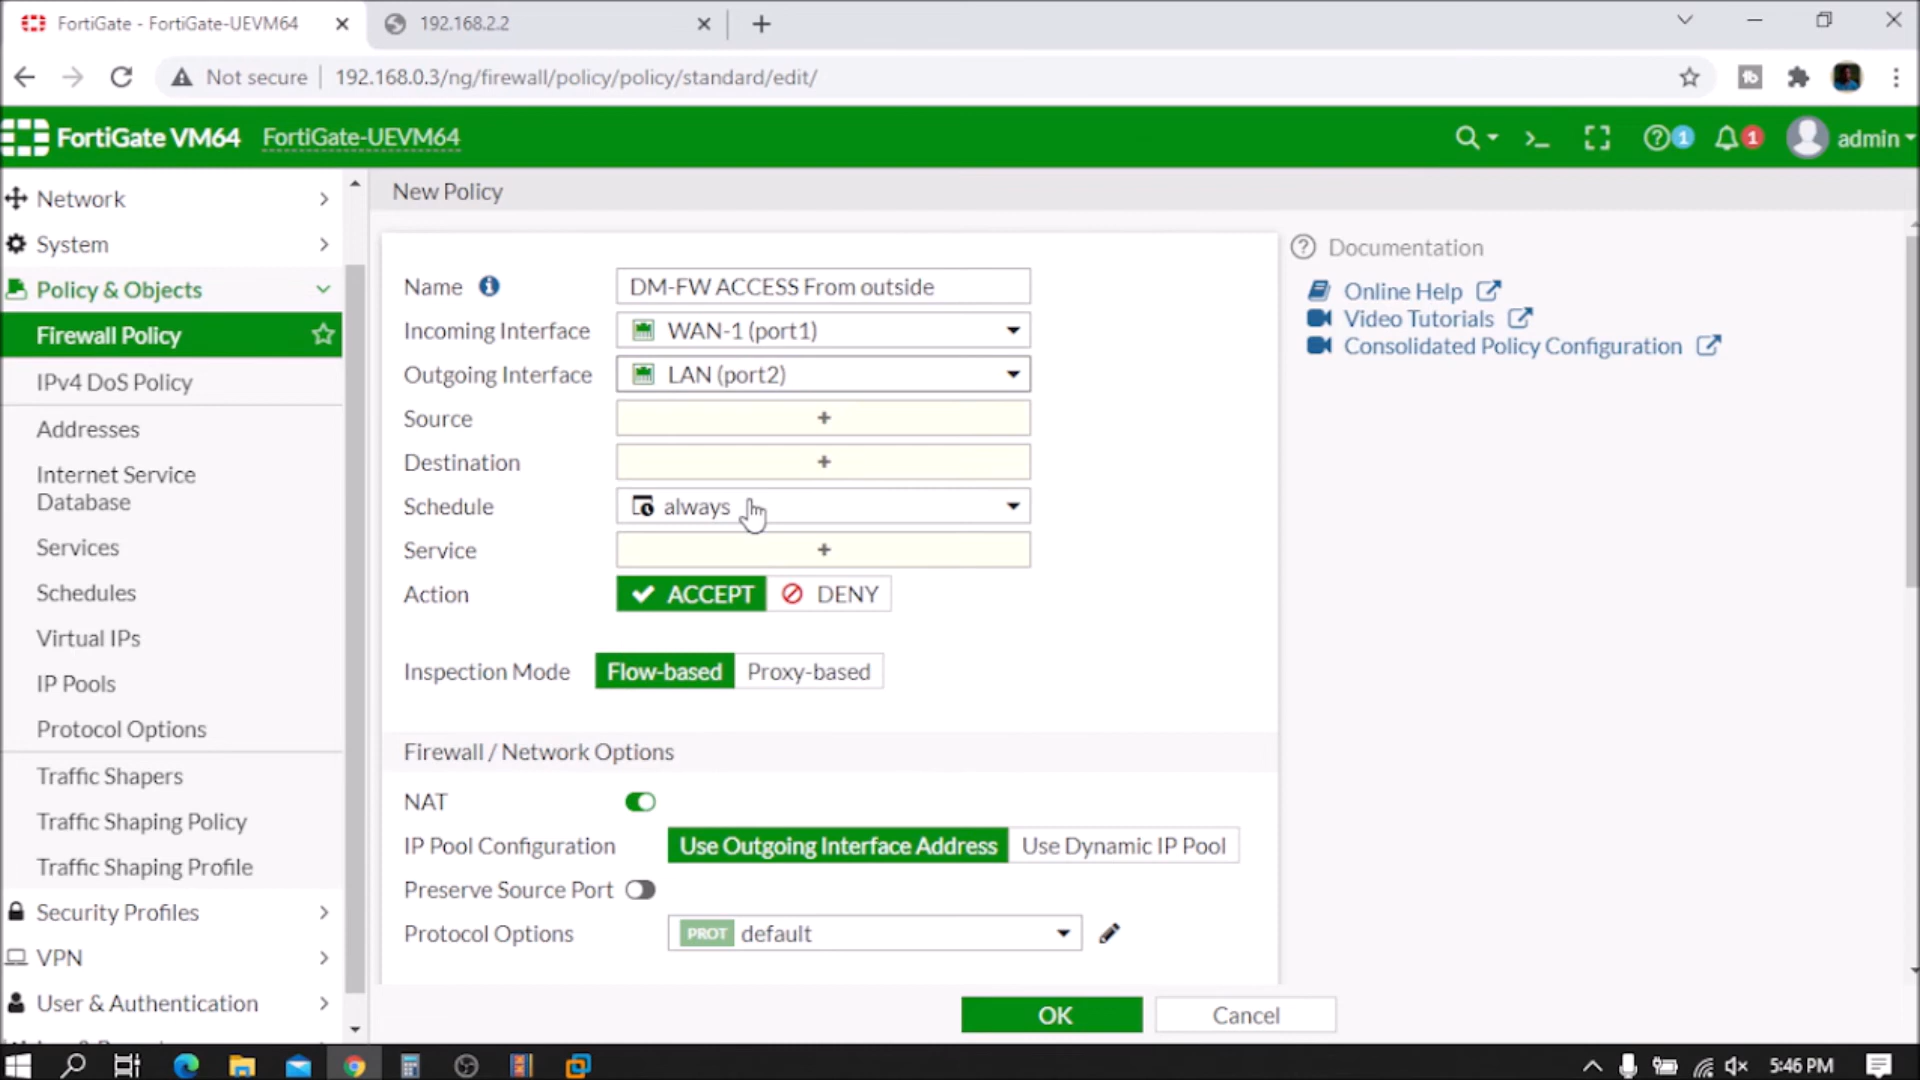 FortiGate - FortiGate-UEVM64
192.168.2.2
Not secure
192.168.0.3/ng/firewall/policy/policy/standard/edit/
FortiGate VM64
FortiGate-UEVM64
1
1
admin
Network
System
Policy & Objects
Firewall Policy
IPv4 DoS Policy
Addresses
Internet Service
Database
Services
Schedules
Virtual IPs
IP Pools
Protocol Options
Traffic Shapers
Traffic Shaping Policy
Traffic Shaping Profile
Security Profiles
VPN
User & Authentication
New Policy
Name
DM-FW ACCESS From outside
Incoming Interface
WAN-1 (port1)
Outgoing Interface
LAN (port2)
Source
+
Destination
+
Schedule
always
Service
+
Action
ACCEPT
DENY
Inspection Mode
Flow-based
Proxy-based
Firewall / Network Options
NAT
IP Pool Configuration
Use Outgoing Interface Address
Use Dynamic IP Pool
Preserve Source Port
Protocol Options
PROT
default
OK
Cancel
Documentation
Online Help
Video Tutorials
Consolidated Policy Configuration
5:46 PM